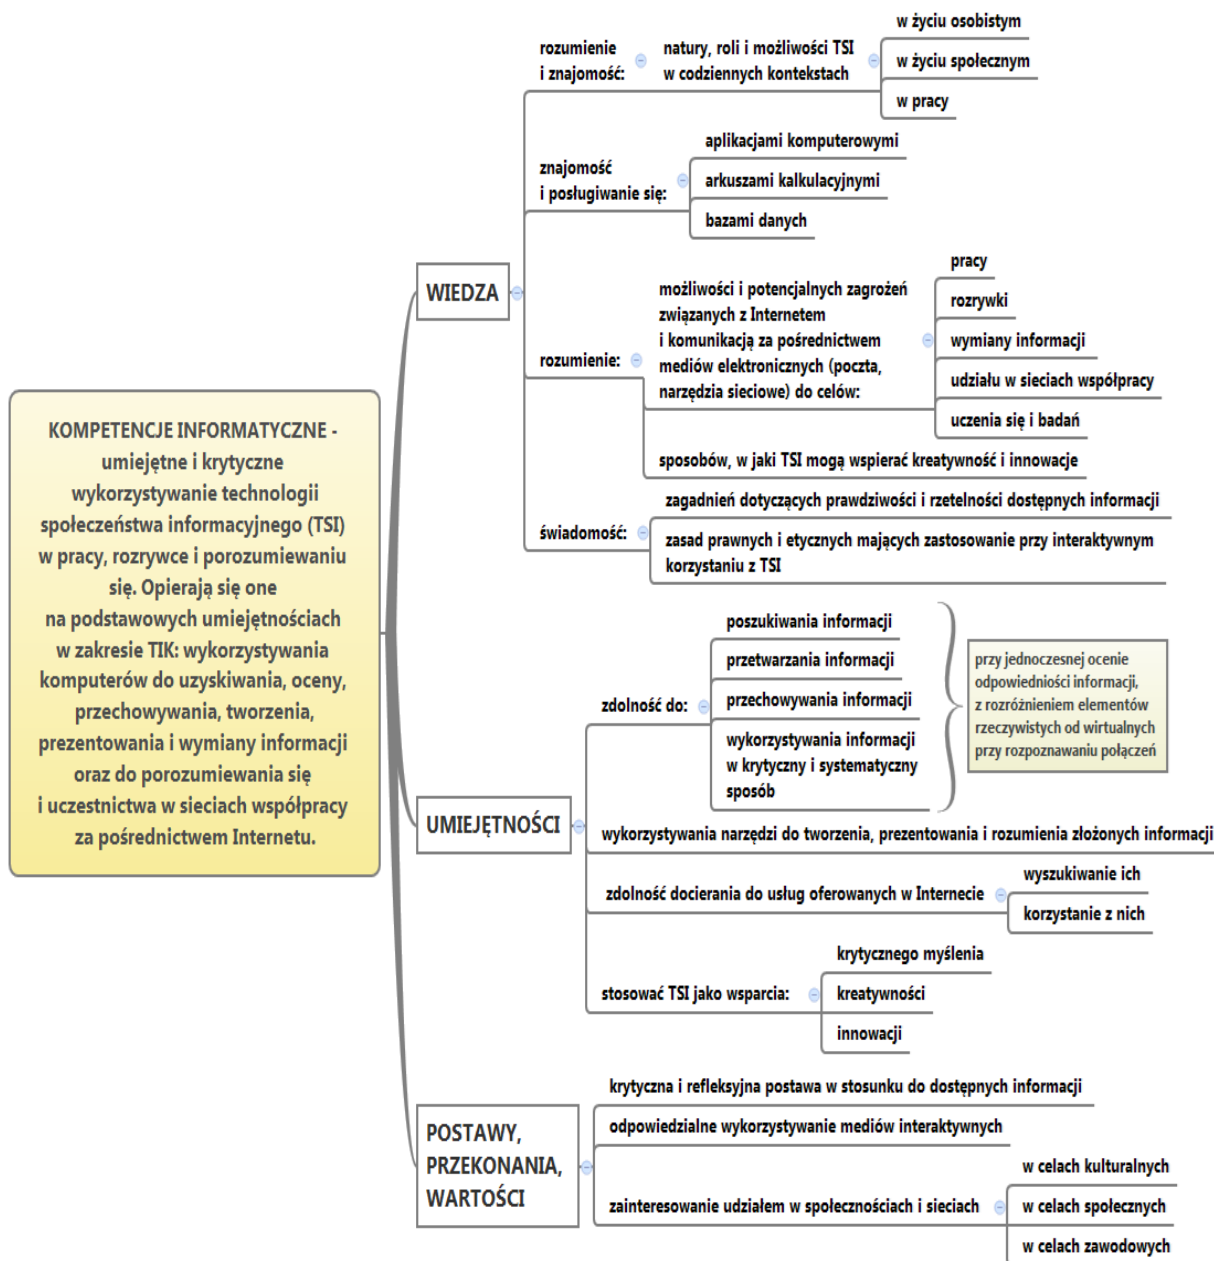 KOMPETENCJE INFORMATYCZNE -
umiejętne i krytyczne
wykorzystywanie technologii
społeczeństwa informacyjnego (TSI)
w pracy, rozrywce i porozumiewaniu
się. Opierają się one
na podstawowych umiejętnościach
w zakresie TIK: wykorzystywania
komputerów do uzyskiwania, oceny,
przechowywania, tworzenia,
prezentowania i wymiany informacji
oraz do porozumiewania się
i uczestnictwa w sieciach współpracy
za pośrednictwem Internetu.
WIEDZA
rozumienie
i znajomość:
natury, roli i możliwości TSI
w codziennych kontekstach
w życiu osobistym
w życiu społecznym
w pracy
znajomość
i posługiwanie się:
aplikacjami komputerowymi
arkuszami kalkulacyjnymi
bazami danych
rozumienie:
możliwości i potencjalnych zagrożeń
związanych z Internetem
i komunikacją za pośrednictwem
mediów elektronicznych (poczta,
narzędzia sieciowe) do celów:
pracy
rozrywki
wymiany informacji
udziału w sieciach współpracy
uczenia się i badań
sposobów, w jaki TSI mogą wspierać kreatywność i innowacje
świadomość:
zagadnień dotyczących prawdziwości i rzetelności dostępnych informacji
zasad prawnych i etycznych mających zastosowanie przy interaktywnym
korzystaniu z TSI
UMIEJĘTNOŚCI
zdolność do:
poszukiwania informacji
przetwarzania informacji
przechowywania informacji
wykorzystywania informacji
w krytyczny i systematyczny
sposób
przy jednoczesnej ocenie
odpowiedniości informacji,
z rozróżnieniem elementów
rzeczywistych od wirtualnych
przy rozpoznawaniu połączeń
wykorzystywania narzędzi do tworzenia, prezentowania i rozumienia złożonych informacji
zdolność docierania do usług oferowanych w Internecie
wyszukiwanie ich
korzystanie z nich
stosować TSI jako wsparcia:
krytycznego myślenia
kreatywności
innowacji
POSTAWY,
PRZEKONANIA,
WARTOŚCI
krytyczna i refleksyjna postawa w stosunku do dostępnych informacji
odpowiedzialne wykorzystywanie mediów interaktywnych
zainteresowanie udziałem w społecznościach i sieciach
w celach kulturalnych
w celach społecznych
w celach zawodowych